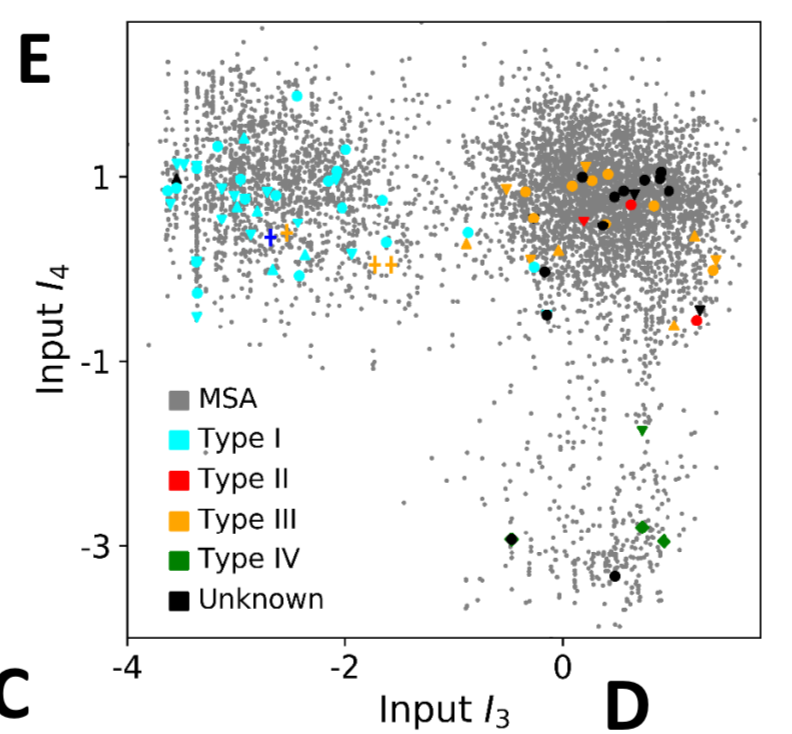 E
1
-1
-3
Input I4
MSA
Type I
Type II
Type III
Type IV
Unknown
-4
-2
0
Input I3
C
D